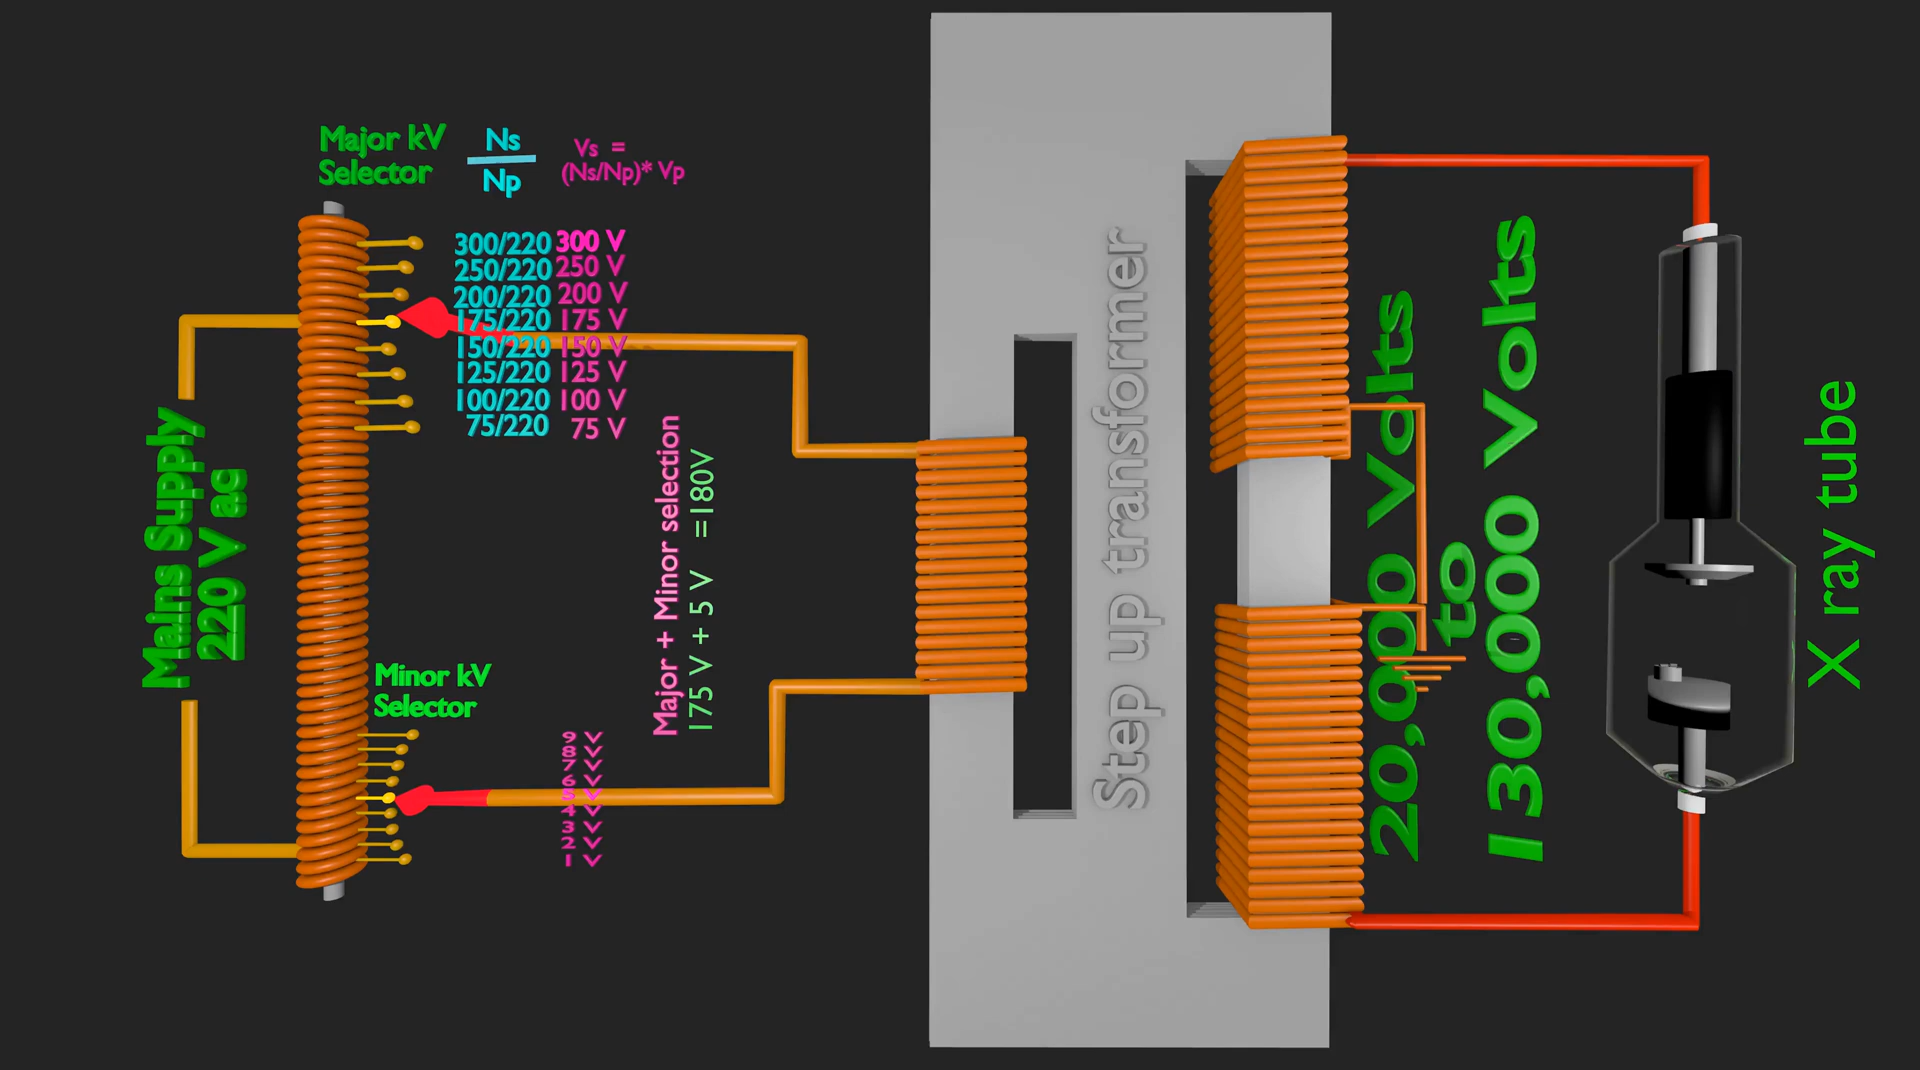 Major kV
Selector
Ns
Np
Vs =
(Ns/Np)* Vp
300/220 300 V
250/220 250 V
200/220 200 V
175/220 175 V
150/220 150 V
125/220 125 V
100/220 100 V
75/220 75 V
Mains Supply
220 V ac
Minor kV
Selector
9 V
8 V
7 V
6 V
5 V
4 V
3 V
2 V
1 V
Major + Minor selection
175 V + 5 V =180V
Step up transformer
20,000 Volts
to
130,000 Volts
X ray tube